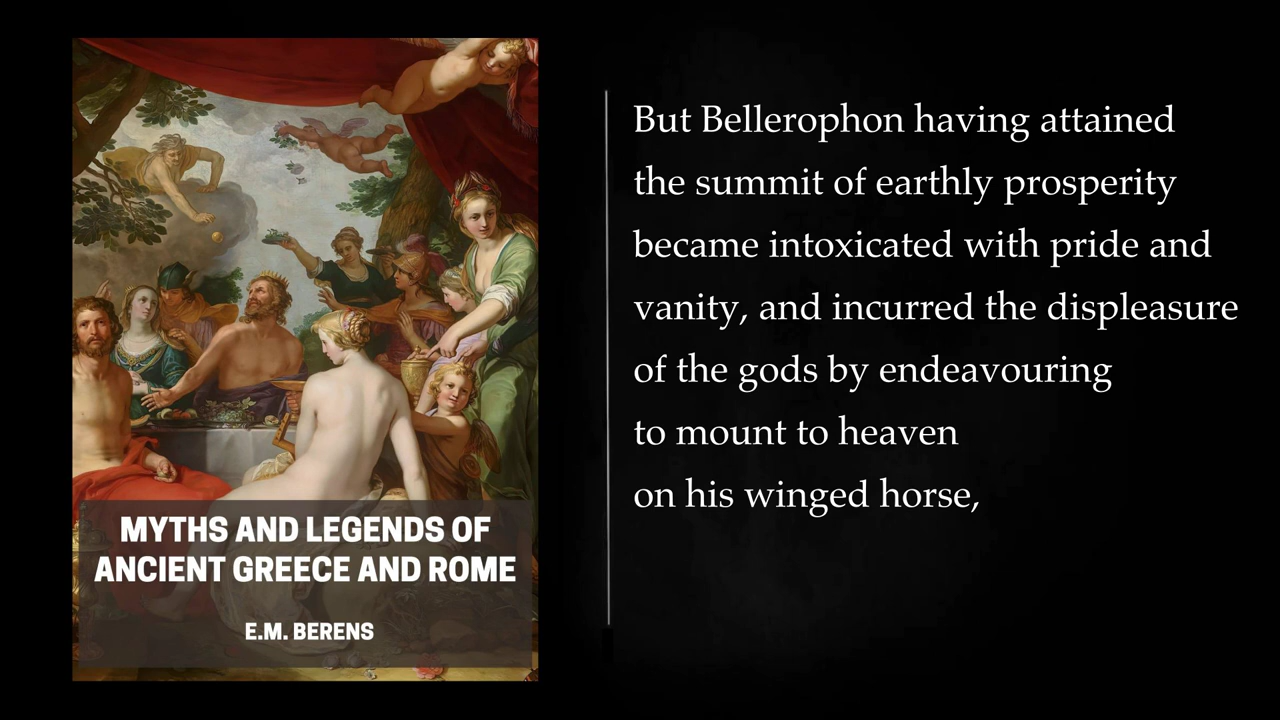 MYTHS AND LEGENDS OF
ANCIENT GREECE AND ROME
E.M. BERENS
But Bellerophon having attained
the summit of earthly prosperity
became intoxicated with pride and
vanity, and incurred the displeasure
of the gods by endeavouring
to mount to heaven
on his winged horse,